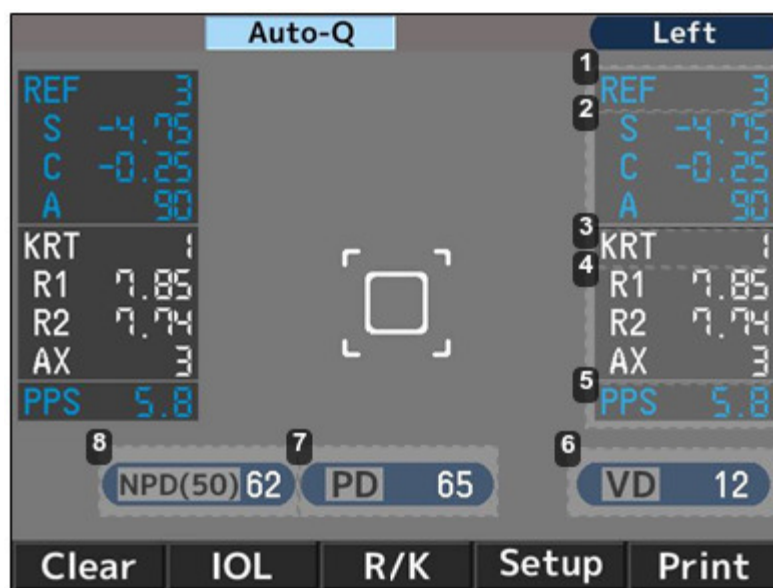 Auto-Q Left
REF 3
S -4.75
C -0.25
A 90
KRT 1
R1 7.85
R2 7.74
AX 3
PPS 5.8
1
REF 3
2
S -4.75
C -0.25
A 90
3
KRT 1
4
R1 7.85
R2 7.74
AX 3
5
PPS 5.8
8 7 6
NPD(50) 62 PD 65 VD 12
Clear IOL R/K Setup Print